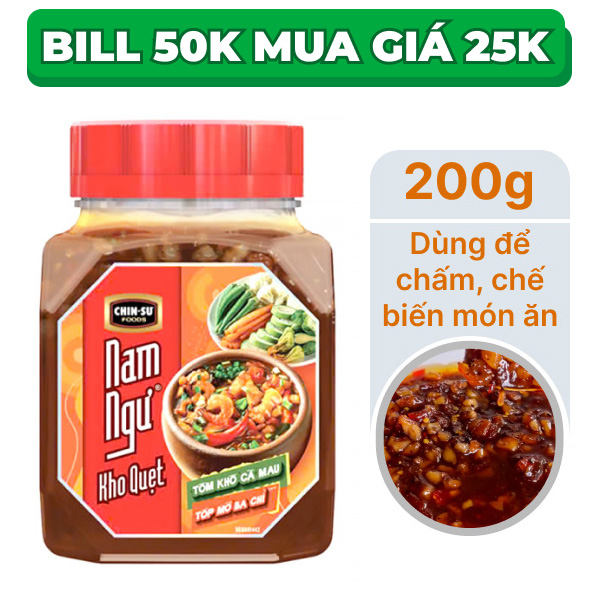 BILL 50K MUA GIÁ 25K
200g
Dùng để
chấm, chế
biến món ăn
CHIN-SU
FOODS
Nam
Ngư®
Kho Quẹt
TÔM KHÔ CÀ MAU
TÓP MỠ BA CHỈ